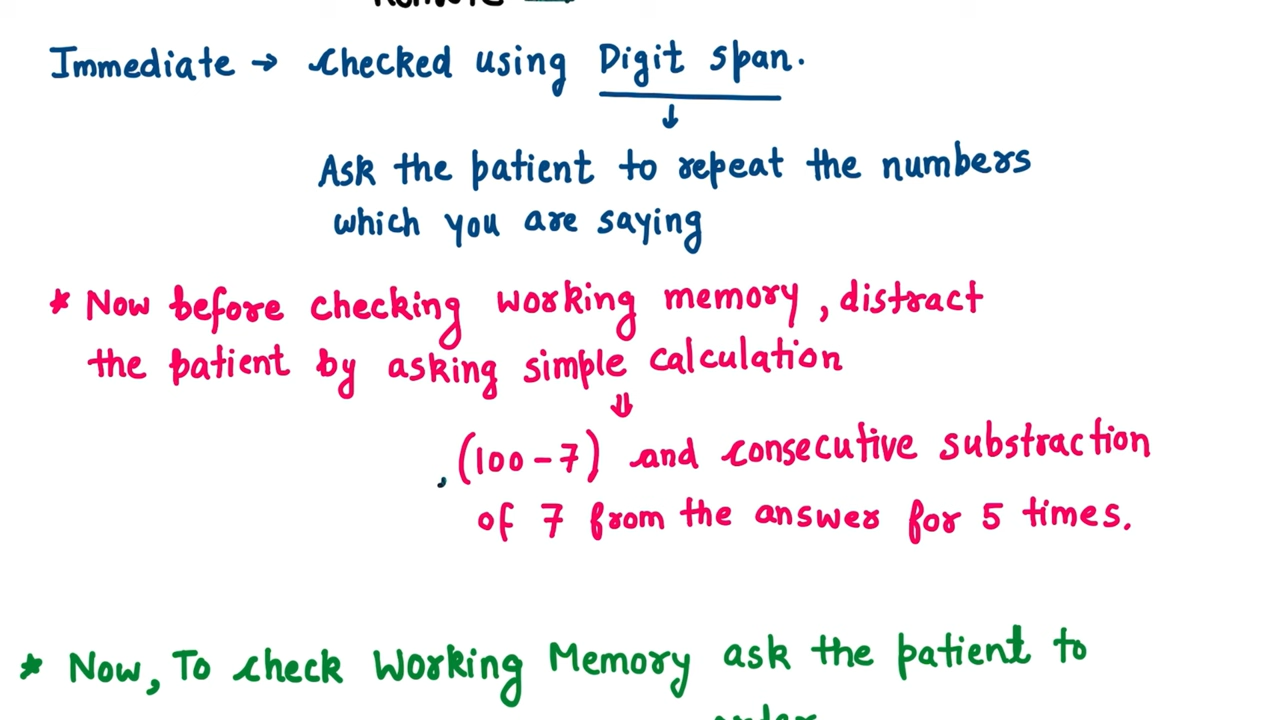 Immediate → checked using Digit span.
↓
Ask the patient to repeat the numbers
which you are saying
* Now before checking working memory, distract
the patient by asking simple calculation
⇓
(100-7) and consecutive substraction
of 7 from the answer for 5 times.
* Now, To check Working Memory ask the patient to